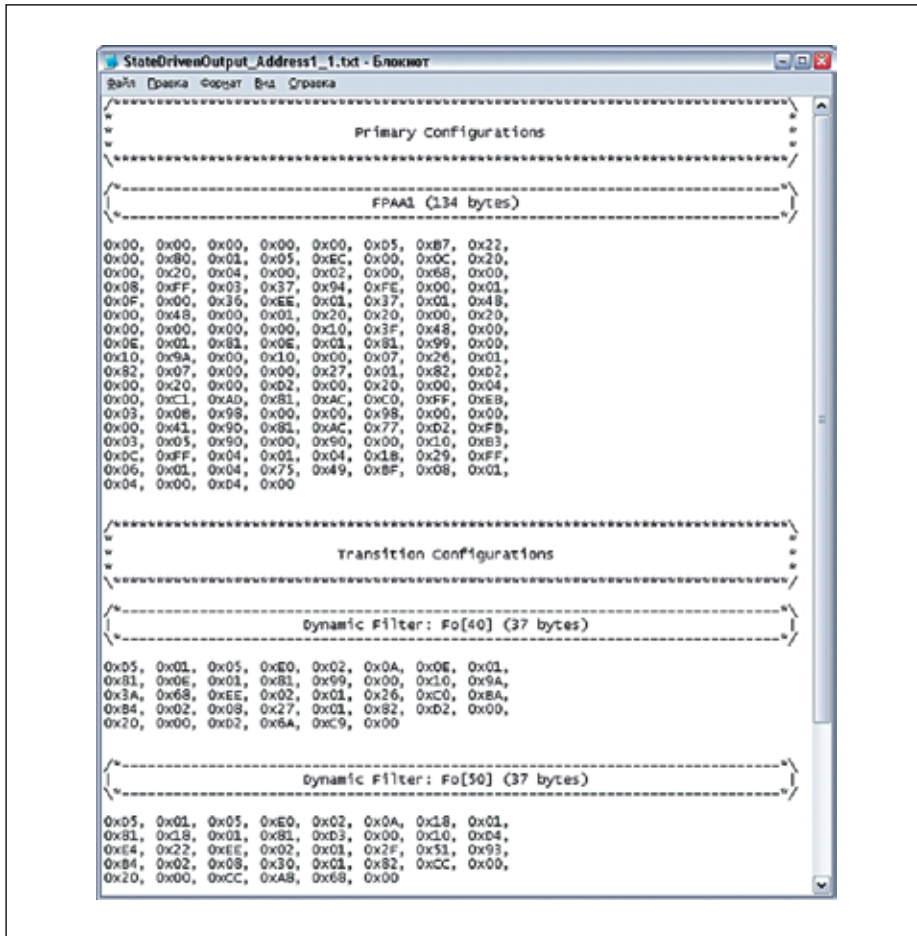 StateDrivenOutput_Address1_1.txt - Блокнот
Файл Правка Формат Вид Справка
/******************************************************************************\
* *
* Primary Configurations *
* *
\******************************************************************************/
/*----------------------------------------------------------------------------*\
| FPAA1 (134 bytes) |
\*----------------------------------------------------------------------------*/
0x00, 0x00, 0x00, 0x00, 0x00, 0xD5, 0xB7, 0x22,
0x00, 0x80, 0x01, 0x05, 0xEC, 0x00, 0x0C, 0x20,
0x00, 0x20, 0x04, 0x00, 0x02, 0x00, 0x68, 0x00,
0x08, 0xFF, 0x03, 0x37, 0x94, 0xFE, 0x00, 0x01,
0x0F, 0x00, 0x36, 0xEE, 0x01, 0x37, 0x01, 0x48,
0x00, 0x48, 0x00, 0x01, 0x20, 0x20, 0x00, 0x20,
0x00, 0x00, 0x00, 0x00, 0x10, 0x3F, 0x48, 0x00,
0x0E, 0x01, 0x81, 0x0E, 0x01, 0x81, 0x99, 0x00,
0x10, 0x9A, 0x00, 0x10, 0x00, 0x07, 0x26, 0x01,
0x82, 0x07, 0x00, 0x00, 0x27, 0x01, 0x82, 0xD2,
0x00, 0x20, 0x00, 0xD2, 0x00, 0x20, 0x00, 0x04,
0x00, 0xC1, 0xAD, 0x81, 0xAC, 0xC0, 0xFF, 0xEB,
0x03, 0x0B, 0x98, 0x00, 0x00, 0x98, 0x00, 0x00,
0x00, 0x41, 0x9D, 0x81, 0xAC, 0x77, 0xD2, 0xFB,
0x03, 0x05, 0x90, 0x00, 0x90, 0x00, 0x10, 0xB3,
0xDC, 0xFF, 0x04, 0x01, 0x04, 0x1B, 0x29, 0xFF,
0x06, 0x01, 0x04, 0x75, 0x49, 0xBF, 0x08, 0x01,
0x04, 0x00, 0xD4, 0x00
/******************************************************************************\
* *
* Transition Configurations *
* *
\******************************************************************************/
/*----------------------------------------------------------------------------*\
| Dynamic Filter: Fo[40] (37 bytes) |
\*----------------------------------------------------------------------------*/
0xD5, 0x01, 0x05, 0xE0, 0x02, 0x0A, 0x0E, 0x01,
0x81, 0x0E, 0x01, 0x81, 0x99, 0x00, 0x10, 0x9A,
0x3A, 0x68, 0xEE, 0x02, 0x01, 0x26, 0xC0, 0xBA,
0xB4, 0x02, 0x08, 0x27, 0x01, 0x82, 0xD2, 0x00,
0x20, 0x00, 0xD2, 0x6A, 0xC9, 0x00
/*----------------------------------------------------------------------------*\
| Dynamic Filter: Fo[50] (37 bytes) |
\*----------------------------------------------------------------------------*/
0xD5, 0x01, 0x05, 0xE0, 0x02, 0x0A, 0x18, 0x01,
0x81, 0x18, 0x01, 0x81, 0xD3, 0x00, 0x10, 0xD4,
0xE4, 0x22, 0xEE, 0x02, 0x01, 0x2F, 0x51, 0x93,
0xB4, 0x02, 0x08, 0x30, 0x01, 0x82, 0xCC, 0x00,
0x20, 0x00, 0xCC, 0xAB, 0x68, 0x00